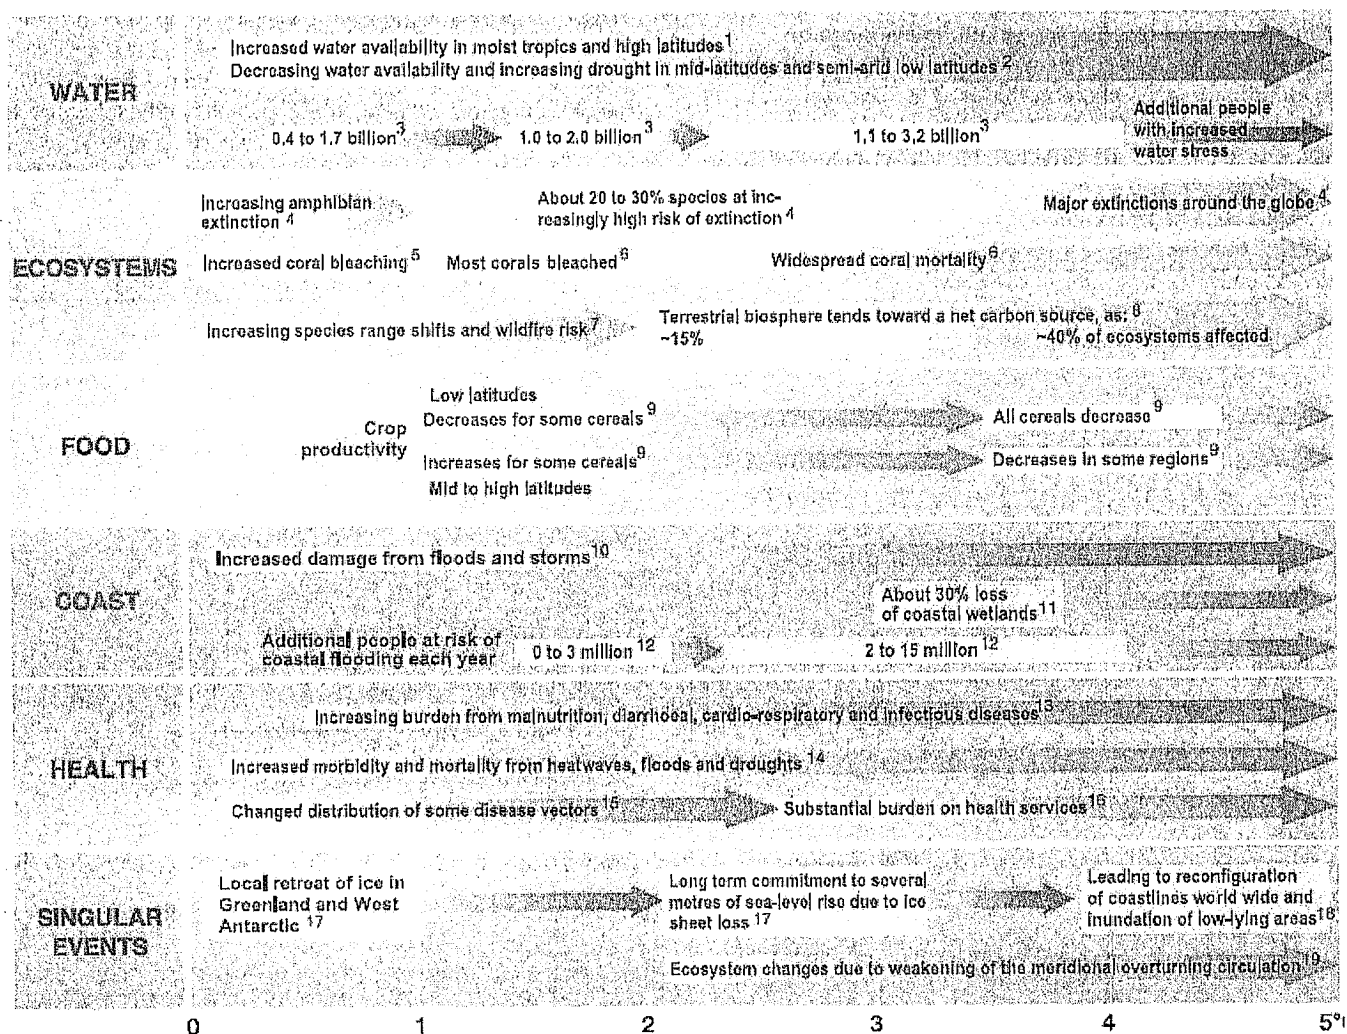 WATER
Increased water availability in moist tropics and high latitudes 1
Decreasing water availability and increasing drought in mid-latitudes and semi-arid low latitudes 2
0.4 to 1.7 billion 3
1.0 to 2.0 billion 3
1,1 to 3,2 billion 3
Additional people
with increased
water stress
ECOSYSTEMS
Increasing amphibian
extinction 4
About 20 to 30% species at inc-
reasingly high risk of extinction 4
Major extinctions around the globe 4
Increased coral bleaching 5
Most corals bleached 6
Widespread coral mortality 6
Increasing species range shifts and wildfire risk 7
Terrestrial biosphere tends toward a net carbon source, as: 8
~15%
~40% of ecosystems affected
FOOD
Crop
productivity
Low latitudes
Decreases for some cereals 9
All cereals decrease 9
Increases for some cereals 9
Mid to high latitudes
Decreases in some regions 9
COAST
Increased damage from floods and storms 10
About 30% loss
of coastal wetlands 11
Additional people at risk of
coastal flooding each year
0 to 3 million 12
2 to 15 million 12
HEALTH
Increasing burden from malnutrition, diarrhoeal, cardio-respiratory and infectious diseases 13
Increased morbidity and mortality from heatwaves, floods and droughts 14
Changed distribution of some disease vectors 15
Substantial burden on health services 16
SINGULAR
EVENTS
Local retreat of ice in
Greenland and West
Antarctic 17
Long term commitment to several
metres of sea-level rise due to ice
sheet loss 17
Leading to reconfiguration
of coastlines world wide and
inundation of low-lying areas 18
Ecosystem changes due to weakening of the meridional overturning circulation 19
0 1 2 3 4 5°